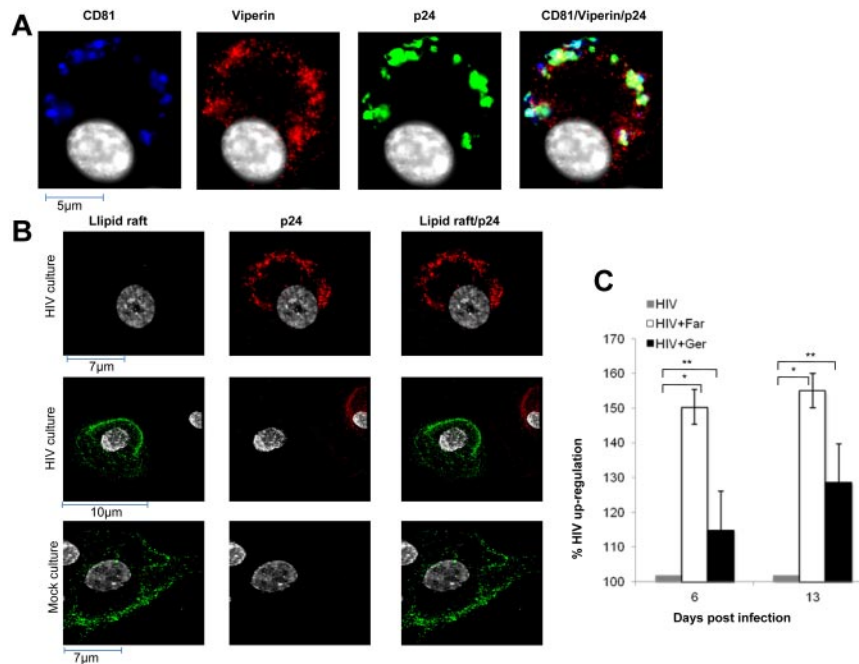 A
CD81 Viperin p24 CD81/Viperin/p24
5µm
B
Llipid raft p24 Lipid raft/p24
HIV culture
7µm
HIV culture
10µm
Mock culture
7µm
C
HIV
HIV+Far
HIV+Ger
% HIV up-regulation
170
160
150
140
130
120
110
100
** **
* *
6 13
Days post infection